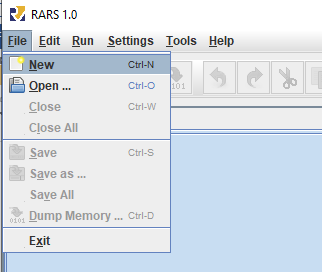 RARS 1.0
File Edit Run Settings Tools Help
New Ctrl-N
Open ... Ctrl-O
Close Ctrl-W
Close All
Save Ctrl-S
Save as ...
Save All
Dump Memory ... Ctrl-D
Exit